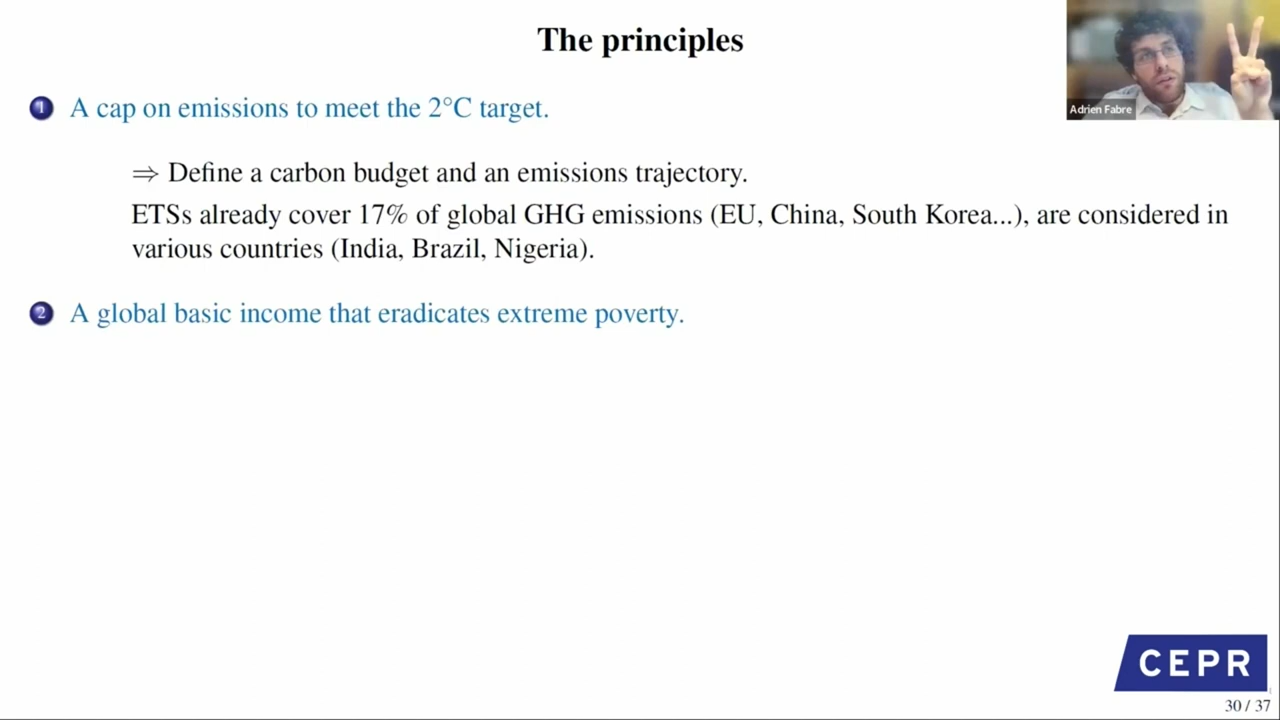 The principles
Adrien Fabre
1 A cap on emissions to meet the 2°C target.
⇒ Define a carbon budget and an emissions trajectory.
ETSs already cover 17% of global GHG emissions (EU, China, South Korea...), are considered in
various countries (India, Brazil, Nigeria).
2 A global basic income that eradicates extreme poverty.
CEPR
30 / 37